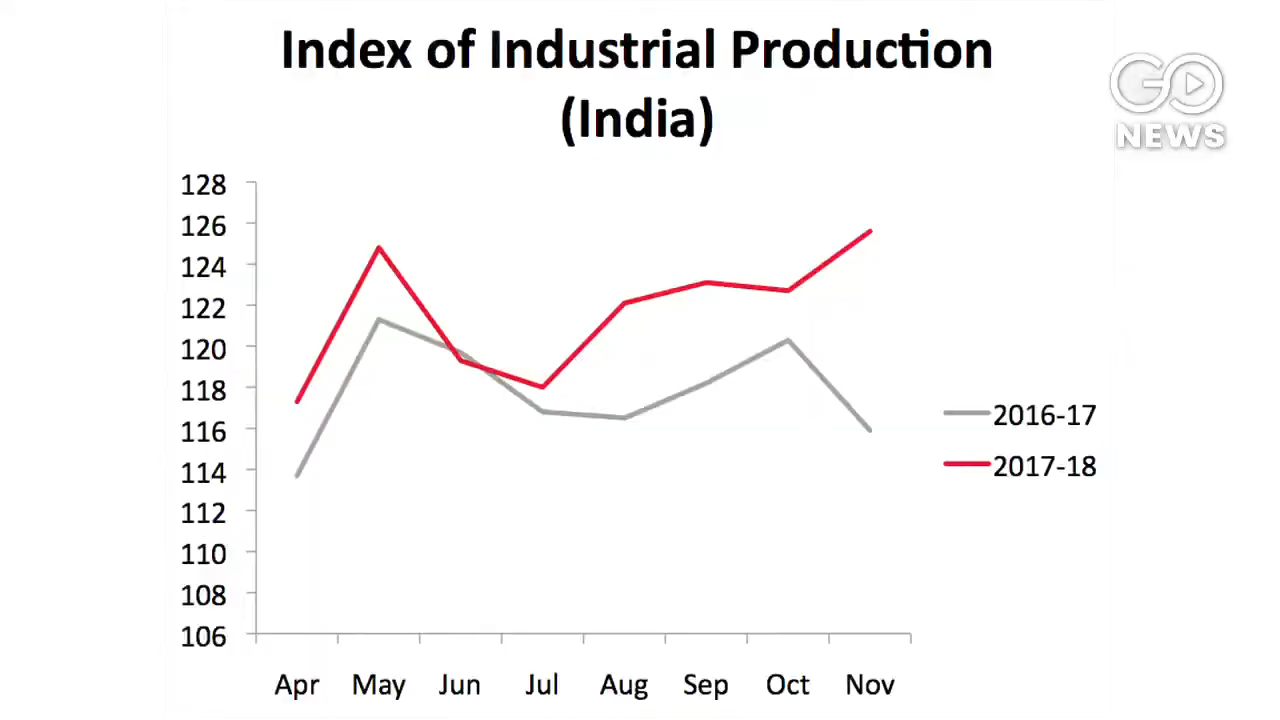 Index of Industrial Production
(India)
GO
NEWS
128
126
124
122
120
118
116
114
112
110
108
106
2016-17
2017-18
Apr May Jun Jul Aug Sep Oct Nov